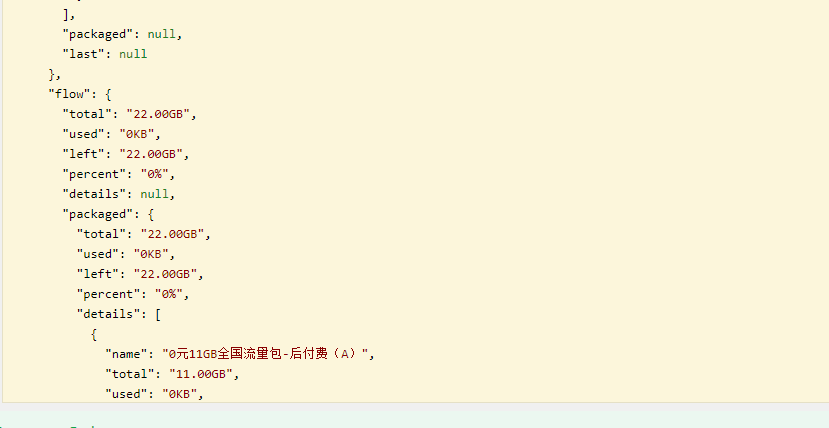 ],
"packaged": null,
"last": null
},
"flow": {
"total": "22.00GB",
"used": "0KB",
"left": "22.00GB",
"percent": "0%",
"details": null,
"packaged": {
"total": "22.00GB",
"used": "0KB",
"left": "22.00GB",
"percent": "0%",
"details": [
{
"name": "0元11GB全国流量包-后付费（A）",
"total": "11.00GB",
"used": "0KB",